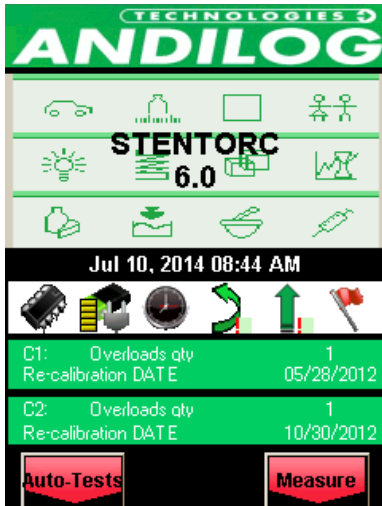 TECHNOLOGIES
ANDILOG
STENTORC
6.0
Jul 10, 2014 08:44 AM
C1: Overloads qty 1
Re-calibration DATE 05/28/2012
C2: Overloads qty 1
Re-calibration DATE 10/30/2012
Auto-Tests Measure